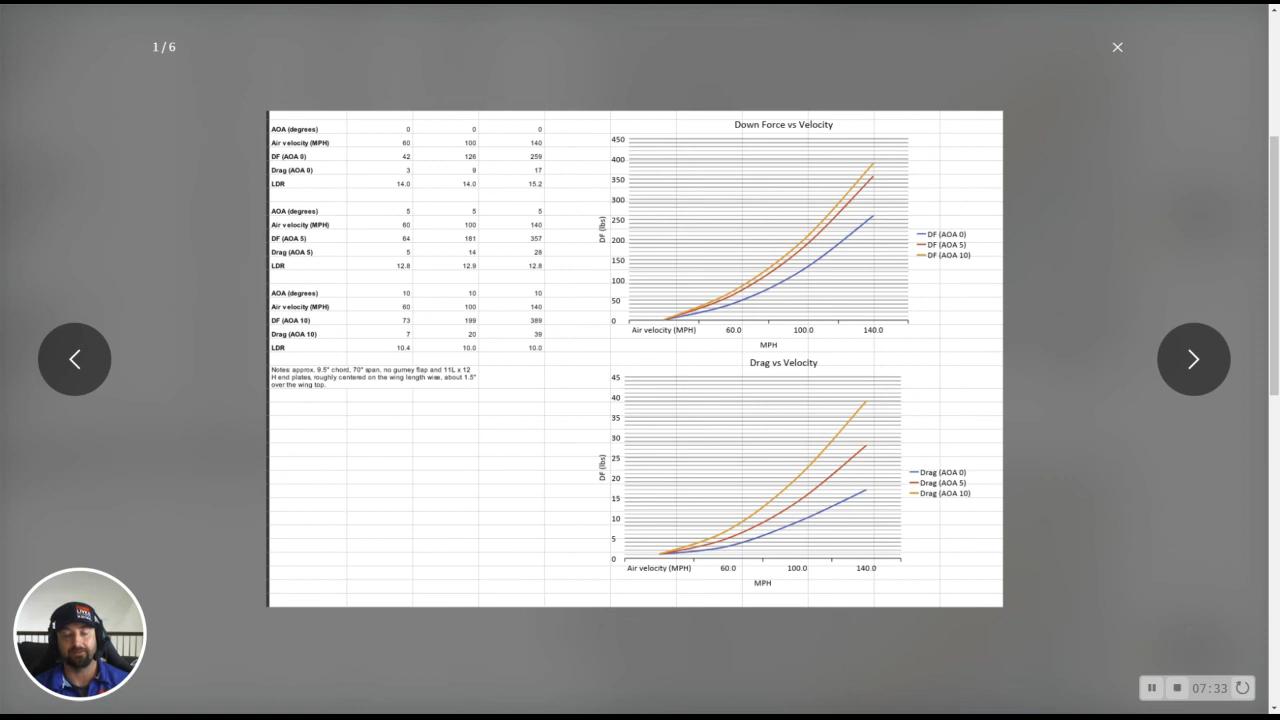 1 / 6
AOA (degrees) 0 0 0
Air velocity (MPH) 60 100 140
DF (AOA 0) 42 126 259
Drag (AOA 0) 3 9 17
LDR 14.0 14.0 15.2
AOA (degrees) 5 5 5
Air velocity (MPH) 60 100 140
DF (AOA 5) 64 181 357
Drag (AOA 5) 5 14 28
LDR 12.8 12.9 12.8
AOA (degrees) 10 10 10
Air velocity (MPH) 60 100 140
DF (AOA 10) 73 199 389
Drag (AOA 10) 7 20 39
LDR 10.4 10.0 10.0
Notes: approx. 9.5" chord, 70" span, no gurney flap and 11L x 12
H end plates, roughly centered on the wing length wise, about 1.5"
over the wing top.
Down Force vs Velocity
450
400
350
300
250
200
150
100
50
0
DF (lbs)
Air velocity (MPH) 60.0 100.0 140.0
MPH
DF (AOA 0)
DF (AOA 5)
DF (AOA 10)
Drag vs Velocity
45
40
35
30
25
20
15
10
5
0
DF (lbs)
Air velocity (MPH) 60.0 100.0 140.0
MPH
Drag (AOA 0)
Drag (AOA 5)
Drag (AOA 10)
07:33